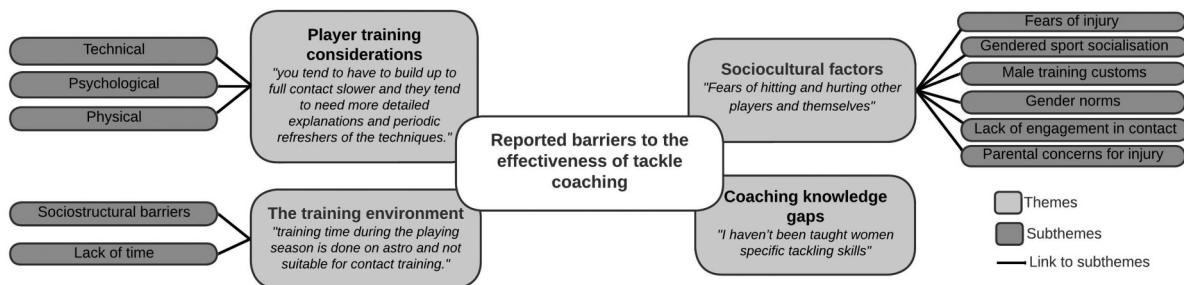 Technical
Psychological
Physical
Player training
considerations
"you tend to have to build up to
full contact slower and they tend
to need more detailed
explanations and periodic
refreshers of the techniques."
Sociostructural barriers
Lack of time
The training environment
"training time during the playing
season is done on astro and not
suitable for contact training."
Reported barriers to the
effectiveness of tackle
coaching
Sociocultural factors
"Fears of hitting and hurting other
players and themselves"
Fears of injury
Gendered sport socialisation
Male training customs
Gender norms
Lack of engagement in contact
Parental concerns for injury
Coaching knowledge
gaps
"I haven't been taught women
specific tackling skills"
Themes
Subthemes
Link to subthemes